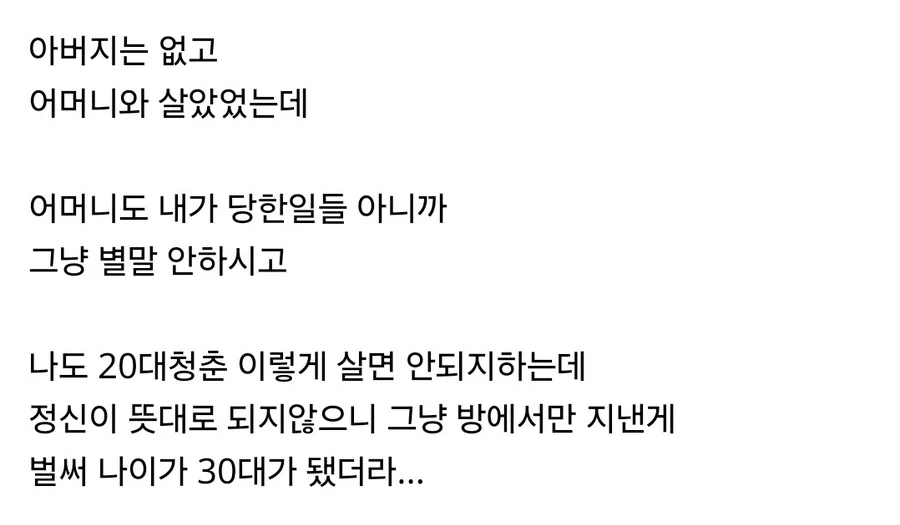 아버지는 없고
어머니와 살았었는데
어머니도 내가 당한일들 아니까
그냥 별말 안하시고
나도 20대청춘 이렇게 살면 안되지하는데
정신이 뜻대로 되지않으니 그냥 방에서만 지낸게
벌써 나이가 30대가 됐더라...